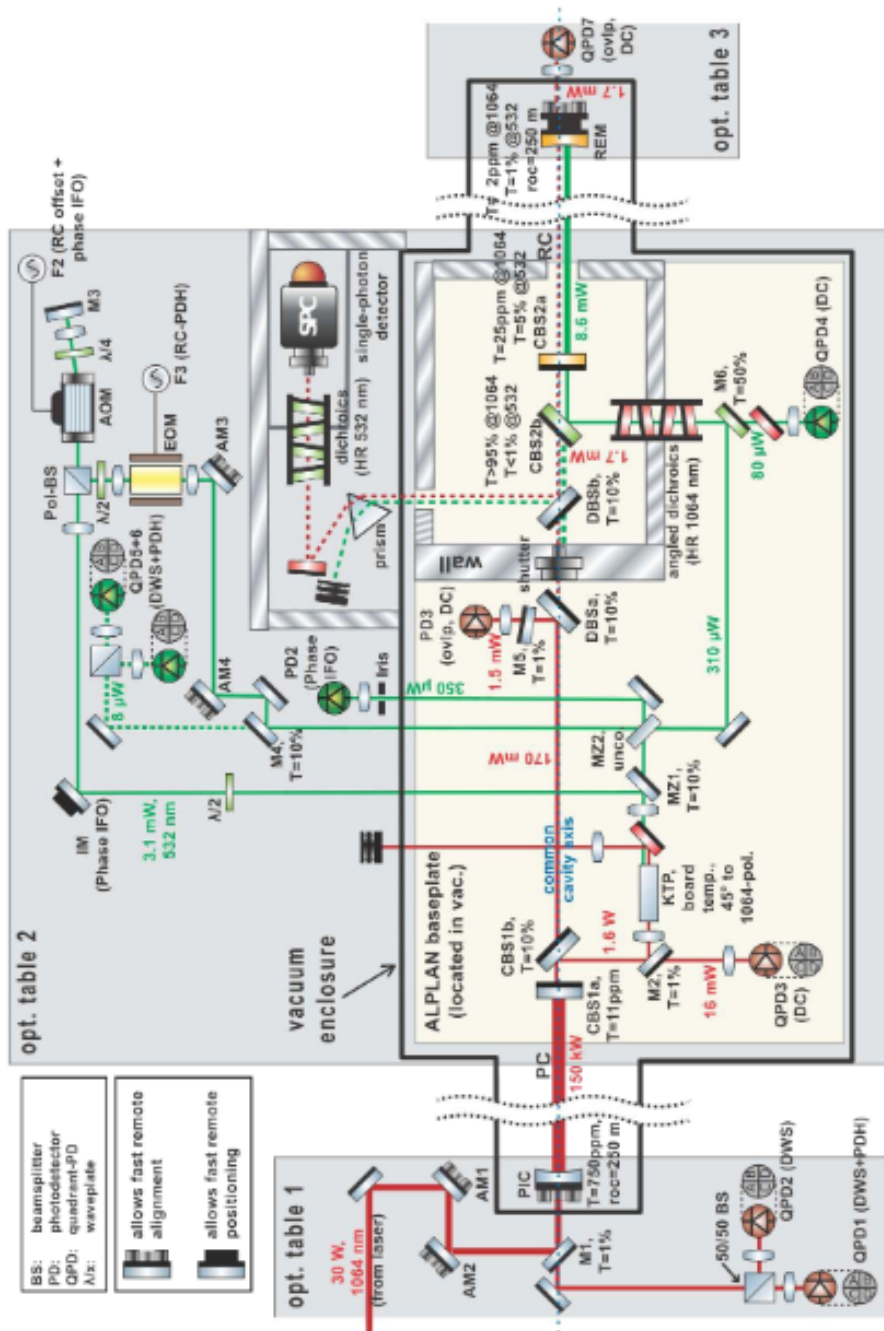 BS: beamsplitter
PD: photodetector
QPD: quadrant-PD
λ/x: waveplate
allows fast remote
alignment
allows fast remote
positioning
opt. table 1
30 W,
1064 nm
(from laser)
AM1
AM2
M1,
T=1%
PIC
T=750ppm,
roc=250 m
50/50 BS
QPD2 (DWS)
QPD1 (DWS+PDH)
opt. table 2
vacuum
enclosure
IM
(Phase IFO)
3.1 mW,
532 nm
λ/2
8 µW
QPD5+6
(DWS+PDH)
M4,
T=10%
AM4
AM3
Pol-BS
λ/2
EOM
F3 (RC-PDH)
AOM
λ/4
M3
F2 (RC offset +
phase IFO)
PD2
(Phase
IFO)
Iris
350 µW
prism
dichroics
(HR 532 nm)
SPC
single-photon
detector
ALPLAN baseplate
(located in vac.)
PC
150 kW
CBS1a,
T=11ppm
CBS1b,
T=10%
1.6 W
M2,
T=1%
16 mW
QPD3
(DC)
KTP,
board
temp.,
45° to
1064-pol.
common
cavity axis
170 mW
MZ1,
T=10%
MZ2,
unco.
PD3
(ovlp, DC)
1.5 mW
M5,
T=1%
DBSa,
T=10%
wall
shutter
DBSb,
T=10%
CBS2b
T>95% @1064
T<1% @532
1.7 mW
CBS2a
T=25ppm @1064
T=5% @532
RC
8.6 mW
angled dichroics
(HR 1064 nm)
310 µW
M6,
T=50%
80 µW
QPD4 (DC)
opt. table 3
T= 2ppm @1064
T=1% @532
roc=250 m
REM
1.7 mW
QPD7
(ovlp,
DC)